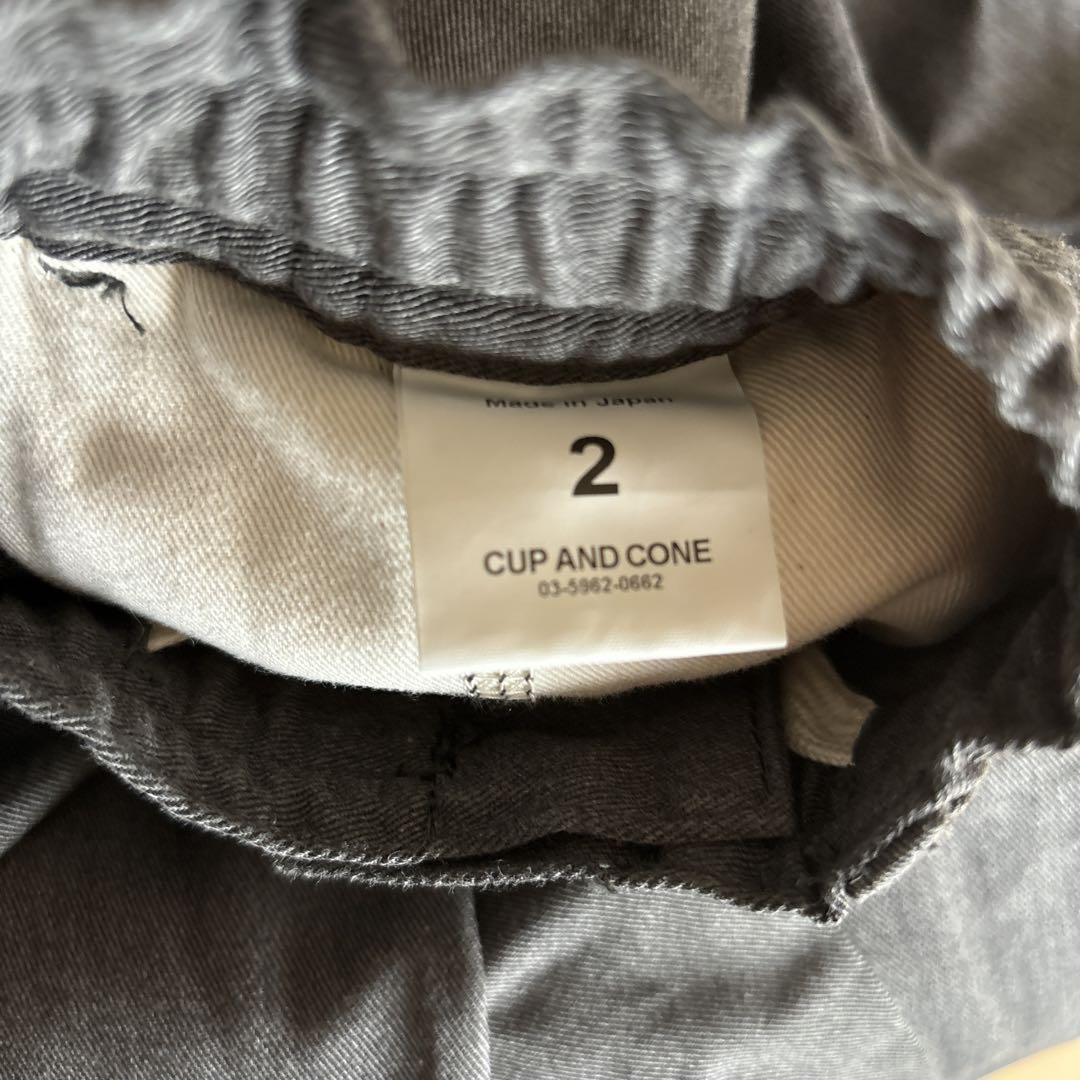 Made in Japan
2
CUP AND CONE
03-5962-0662